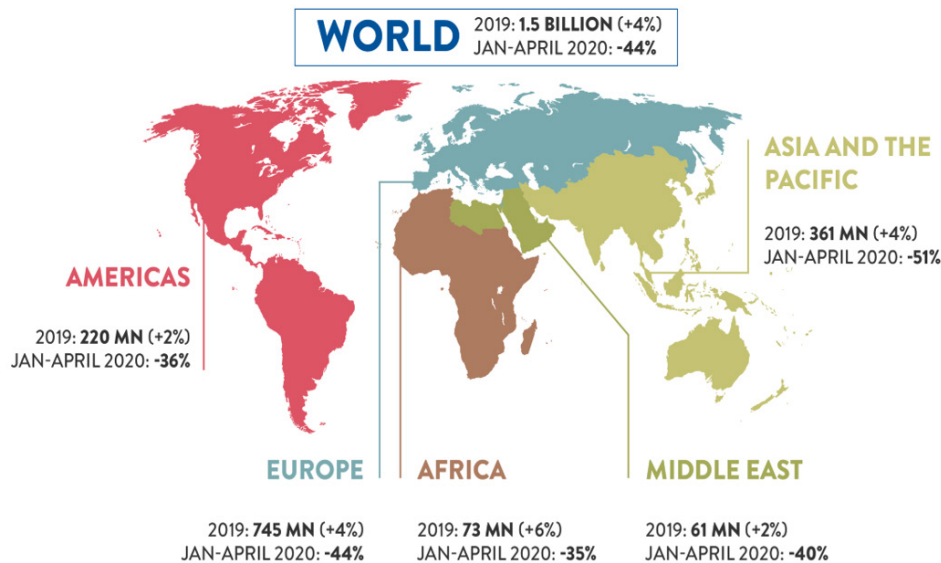 WORLD
2019: 1.5 BILLION (+4%)
JAN-APRIL 2020: -44%
ASIA AND THE
PACIFIC
2019: 361 MN (+4%)
JAN-APRIL 2020: -51%
AMERICAS
2019: 220 MN (+2%)
JAN-APRIL 2020: -36%
EUROPE
2019: 745 MN (+4%)
JAN-APRIL 2020: -44%
AFRICA
2019: 73 MN (+6%)
JAN-APRIL 2020: -35%
MIDDLE EAST
2019: 61 MN (+2%)
JAN-APRIL 2020: -40%